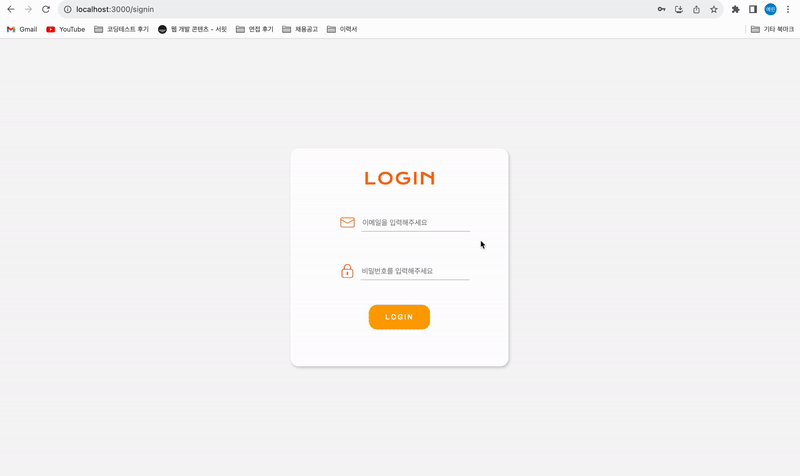 localhost:3000/signin
Gmail
YouTube
코딩테스트 후기
웹 개발 콘텐츠 - 서핏
면접 후기
채용공고
이력서
기타 북마크
LOGIN
이메일을 입력해주세요
비밀번호를 입력해주세요
LOGIN